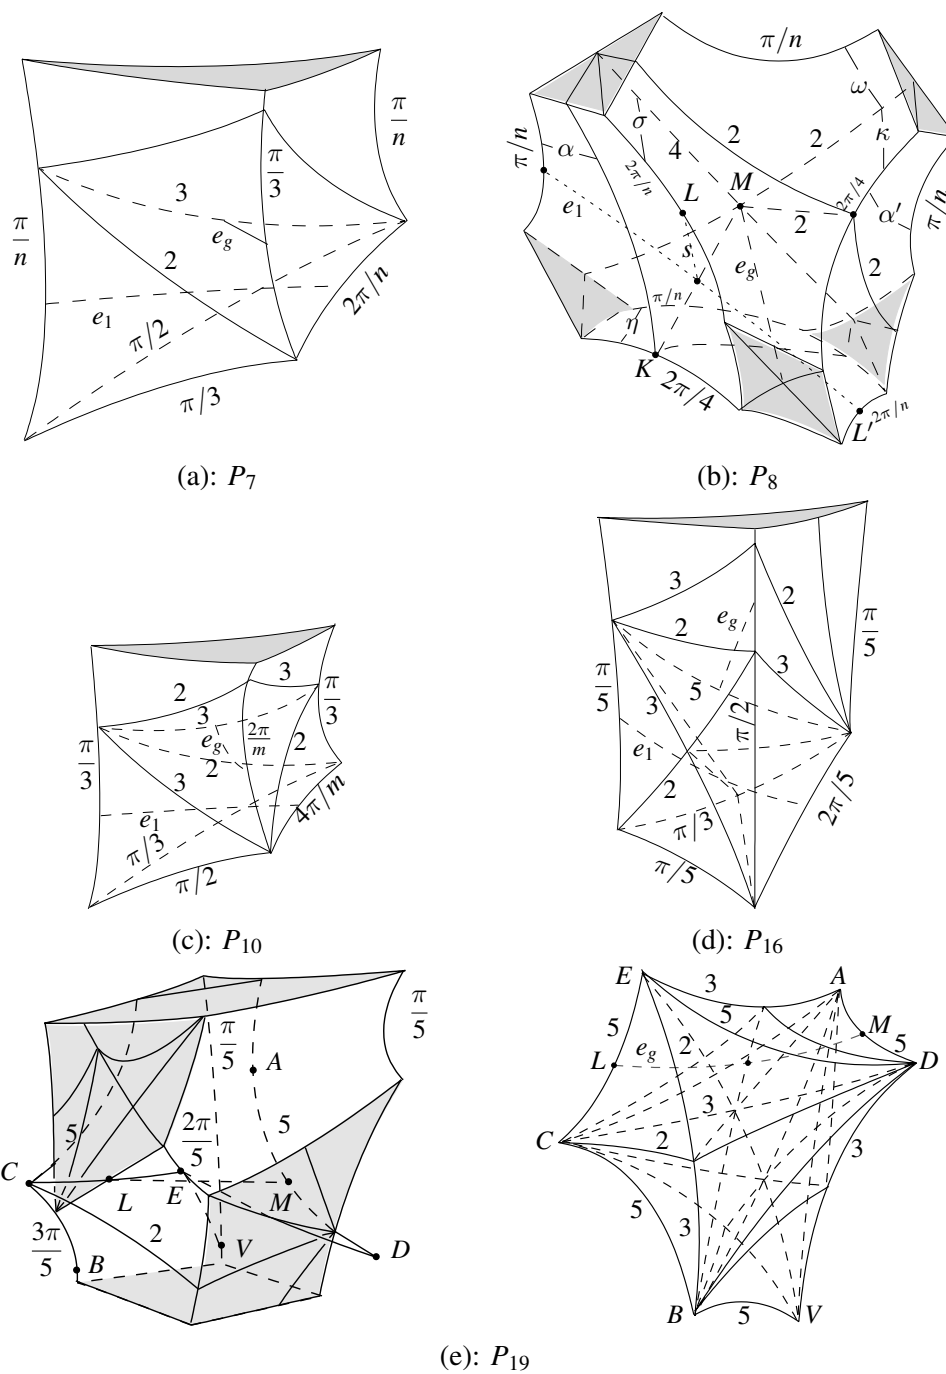 π/n
π/3
π/n
3
e_g
2
e_1
π/2
2π/n
π/3
(a): P_7
π/n
ω
κ
σ
2
2
4
π/n
α
2π/n
L
M
2π/4
α′
π/n
e_1
s
2
e_g
2
η
π/n
K
2π/4
L′
2π/n
(b): P_8
3
2
3
π/3
e_g
2π/m
2
π/3
2
3
e_1
π/3
4π/m
π/2
(c): P_10
3
2
e_g
2
π/5
5
3
π/5
3
π/2
e_1
2
π/3
2π/5
π/5
(d): P_16
π/5
π/5
A
5
2π/5
5
C
L
E
M
3π/5
2
V
D
B
E
3
A
5
5
M
5
L
e_g
2
D
3
C
2
3
5
3
B
5
V
(e): P_19